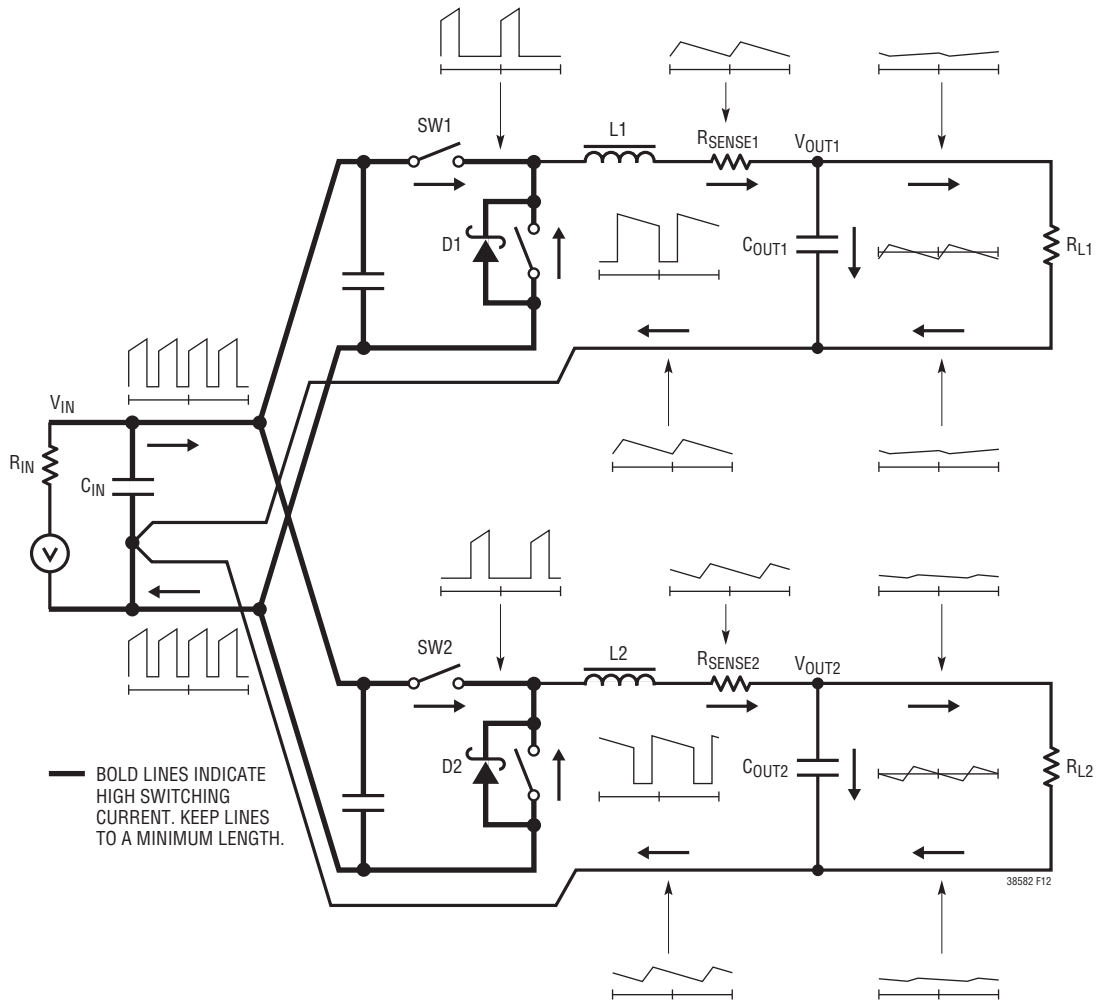 SW1
L1
RSENSE1
VOUT1
D1
COUT1
RL1
VIN
RIN
CIN
V
SW2
L2
RSENSE2
VOUT2
D2
COUT2
RL2
BOLD LINES INDICATE
HIGH SWITCHING
CURRENT. KEEP LINES
TO A MINIMUM LENGTH.
38582 F12